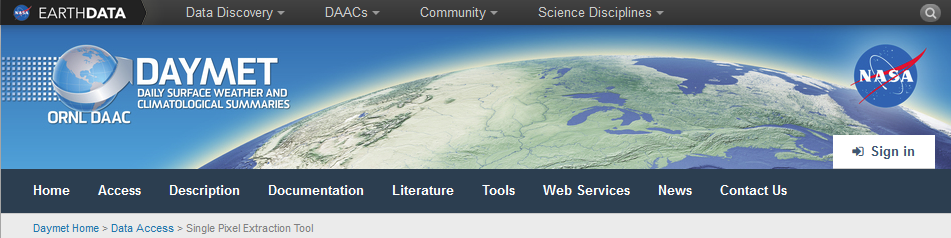 EARTHDATA Data Discovery DAACs Community Science Disciplines
DAYMET
DAILY SURFACE WEATHER AND
CLIMATOLOGICAL SUMMARIES
ORNL DAAC
NASA
Sign in
Home Access Description Documentation Literature Tools Web Services News Contact Us
Daymet Home > Data Access > Single Pixel Extraction Tool